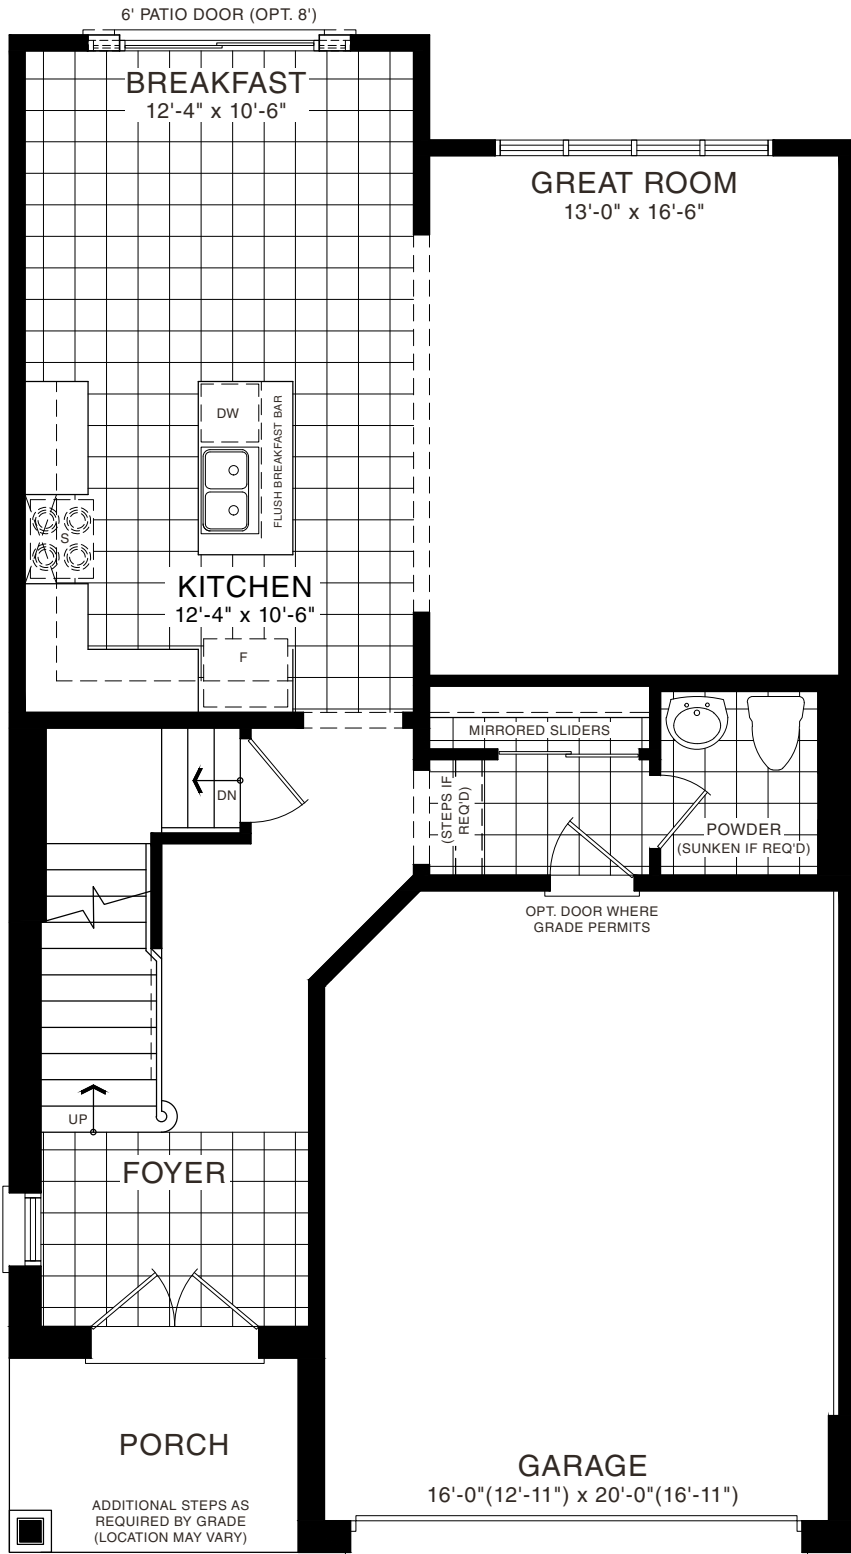 6' PATIO DOOR (OPT. 8')
BREAKFAST
12'-4" x 10'-6"
GREAT ROOM
13'-0" x 16'-6"
DW
FLUSH BREAKFAST BAR
S
KITCHEN
12'-4" x 10'-6"
F
MIRRORED SLIDERS
DN
(STEPS IF
REQ'D)
POWDER
(SUNKEN IF REQ'D)
OPT. DOOR WHERE
GRADE PERMITS
UP
FOYER
PORCH
ADDITIONAL STEPS AS
REQUIRED BY GRADE
(LOCATION MAY VARY)
GARAGE
16'-0"(12'-11") x 20'-0"(16'-11")